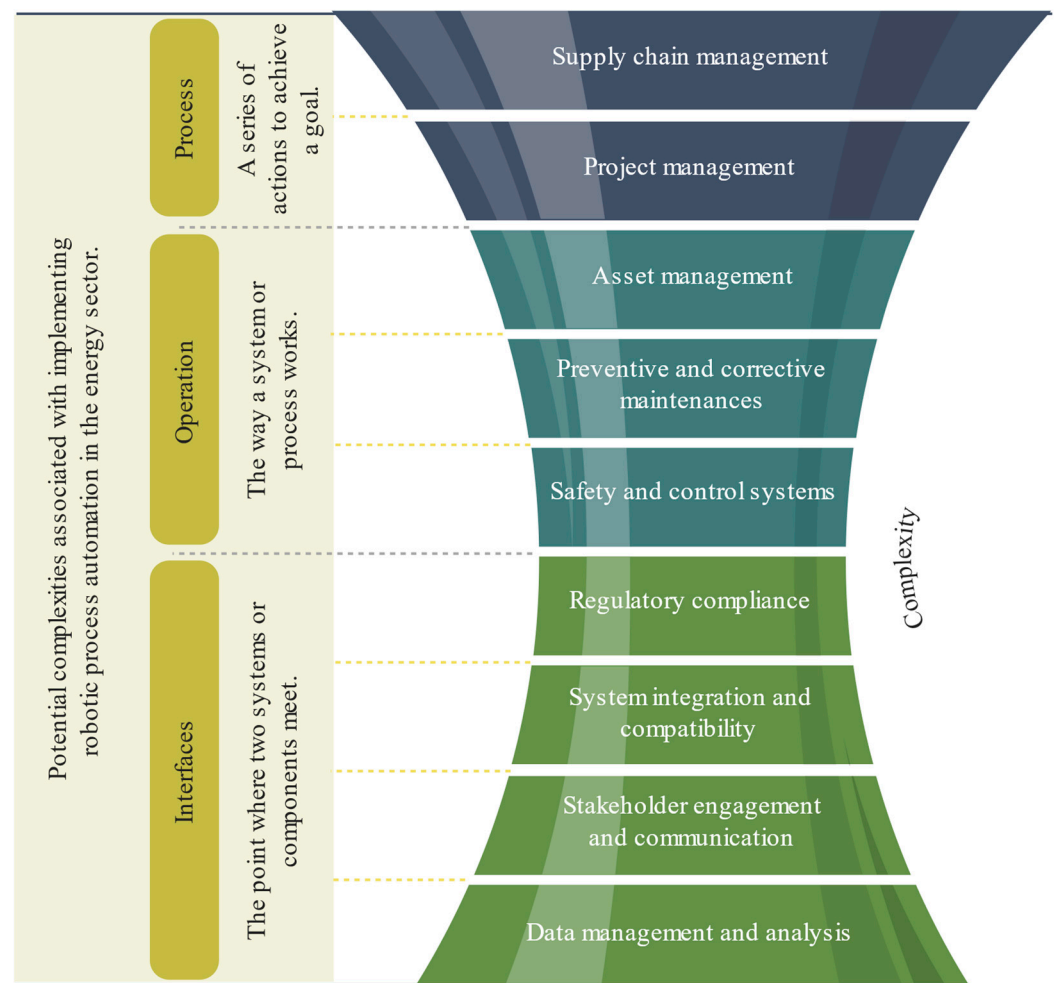 Potential complexities associated with implementing
robotic process automation in the energy sector.
Process
A series of
actions to achieve
a goal.
Operation
The way a system or
process works.
Interfaces
The point where two systems or
components meet.
Supply chain management
Project management
Asset management
Preventive and corrective
maintenances
Safety and control systems
Regulatory compliance
System integration and
compatibility
Stakeholder engagement
and communication
Data management and analysis
Complexity